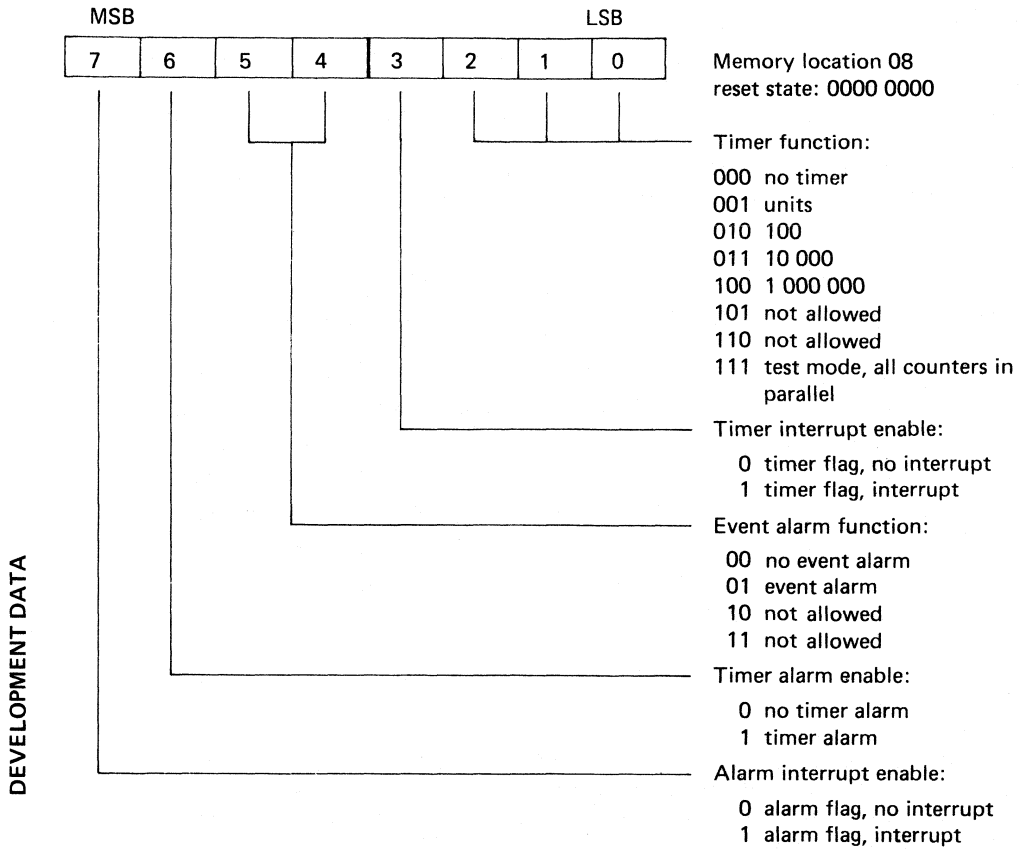 MSB LSB
7 6 5 4 3 2 1 0
Memory location 08
reset state: 0000 0000
Timer function:
000 no timer
001 units
010 100
011 10 000
100 1 000 000
101 not allowed
110 not allowed
111 test mode, all counters in
parallel
Timer interrupt enable:
0 timer flag, no interrupt
1 timer flag, interrupt
Event alarm function:
00 no event alarm
01 event alarm
10 not allowed
11 not allowed
Timer alarm enable:
0 no timer alarm
1 timer alarm
Alarm interrupt enable:
0 alarm flag, no interrupt
1 alarm flag, interrupt
DEVELOPMENT DATA